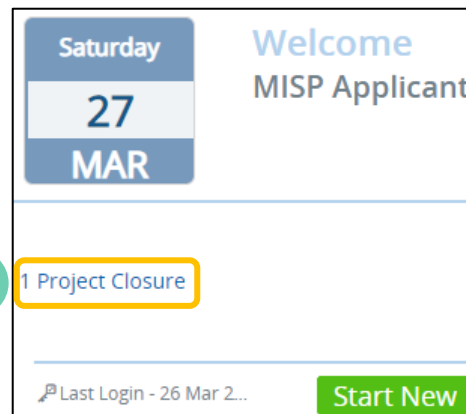 Saturday
27
MAR
Welcome
MISP Applicant
1 Project Closure
Last Login - 26 Mar 2...
Start New